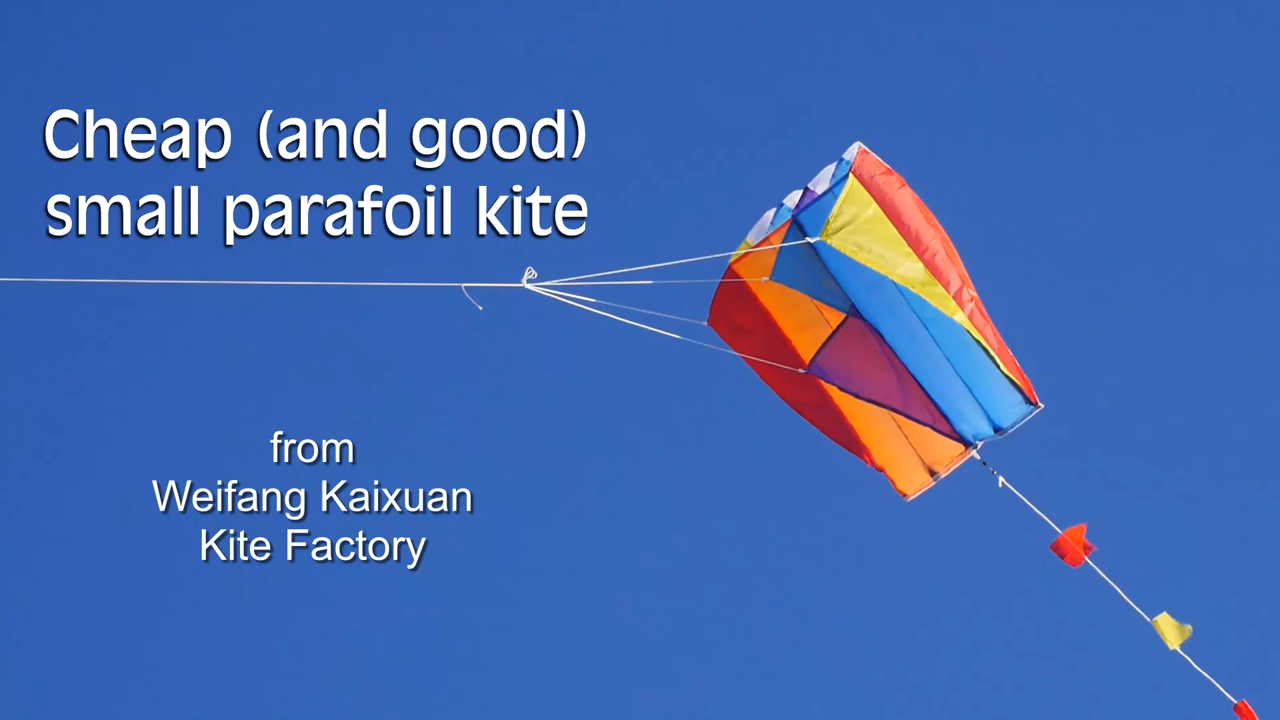 Cheap (and good)
small parafoil kite
from
Weifang Kaixuan
Kite Factory